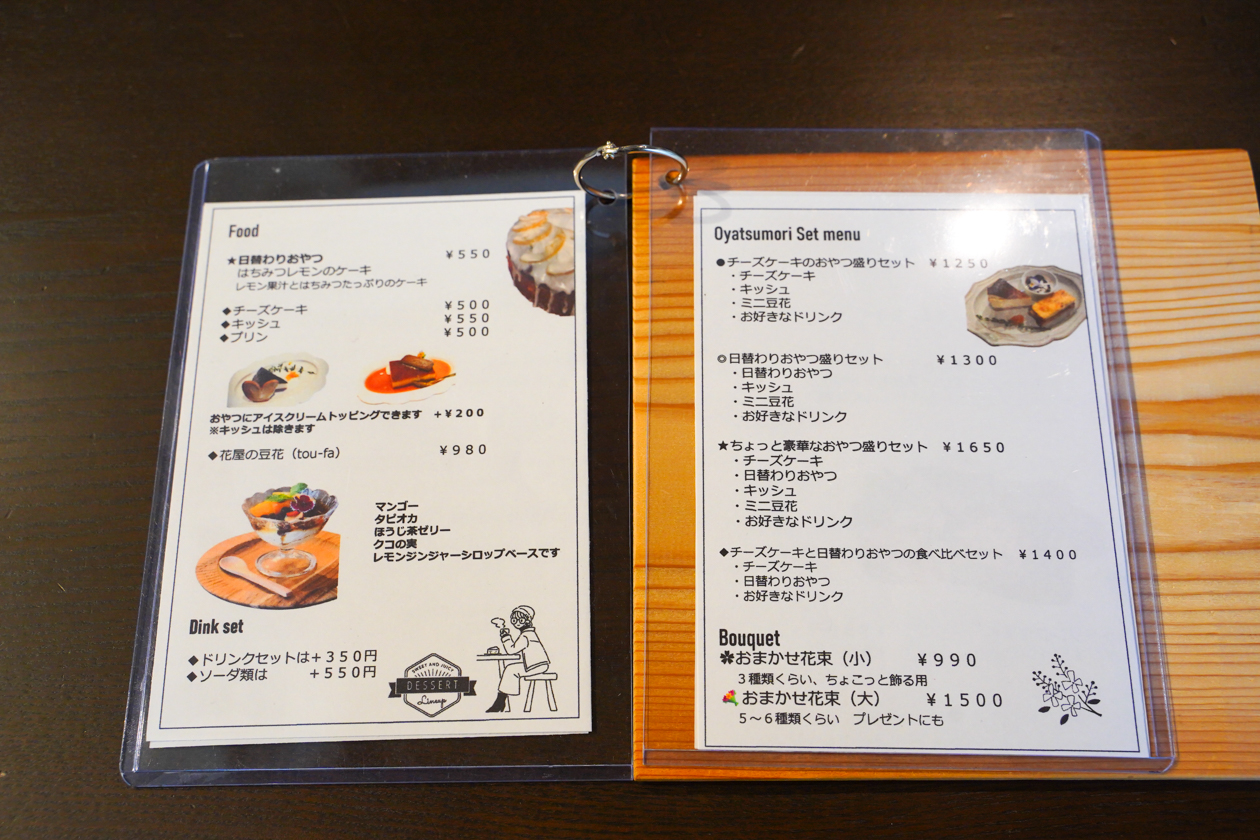 Food
★日替わりおやつ ¥550
はちみつレモンのケーキ
レモン果汁とはちみつたっぷりのケーキ
◆チーズケーキ ¥500
◆キッシュ ¥550
◆プリン ¥500
おやつにアイスクリームトッピングできます +¥200
※キッシュは除きます
◆花屋の豆花（tou-fa） ¥980
マンゴー
タピオカ
ほうじ茶ゼリー
クコの実
レモンジンジャーシロップベースです
Dink set
◆ドリンクセットは＋３５０円
◆ソーダ類は ＋５５０円
SWEET AND JUICY
DESSERT
Lineup
Oyatsumori Set menu
●チーズケーキのおやつ盛りセット ¥1250
・チーズケーキ
・キッシュ
・ミニ豆花
・お好きなドリンク
◎日替わりおやつ盛りセット ¥1300
・日替わりおやつ
・キッシュ
・ミニ豆花
・お好きなドリンク
★ちょっと豪華なおやつ盛りセット ¥1650
・チーズケーキ
・日替わりおやつ
・キッシュ
・ミニ豆花
・お好きなドリンク
◆チーズケーキと日替わりおやつの食べ比べセット ¥1400
・チーズケーキ
・日替わりおやつ
・お好きなドリンク
Bouquet
✽おまかせ花束（小） ¥990
３種類くらい、ちょこっと飾る用
💐おまかせ花束（大） ¥1500
５～６種類くらい プレゼントにも